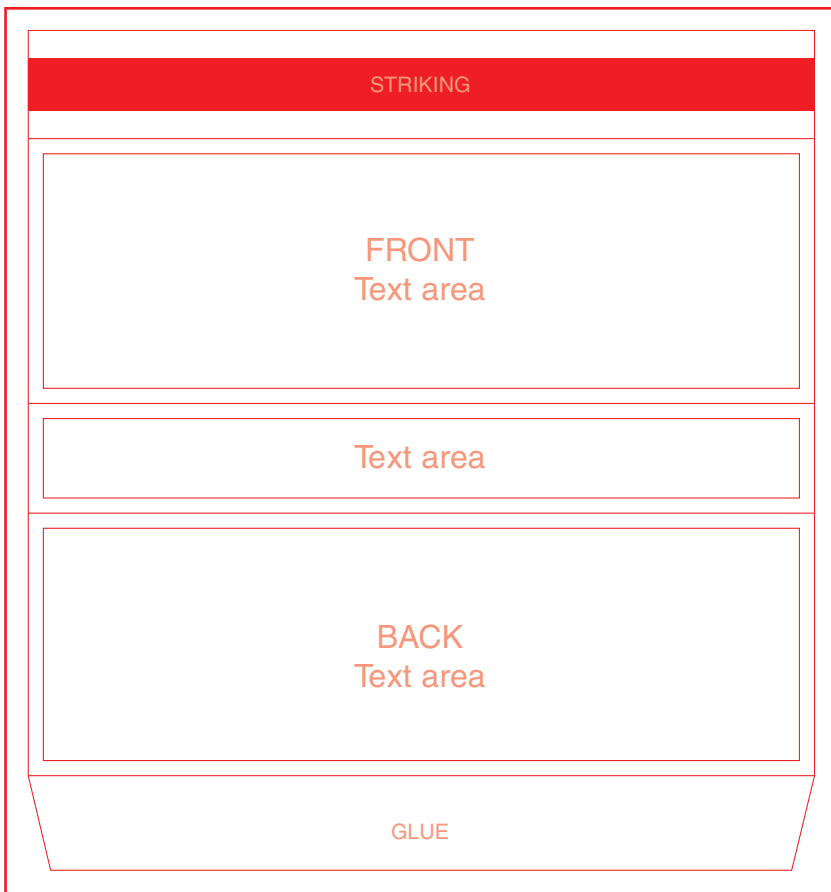 STRIKING
FRONT
Text area
Text area
BACK
Text area
GLUE